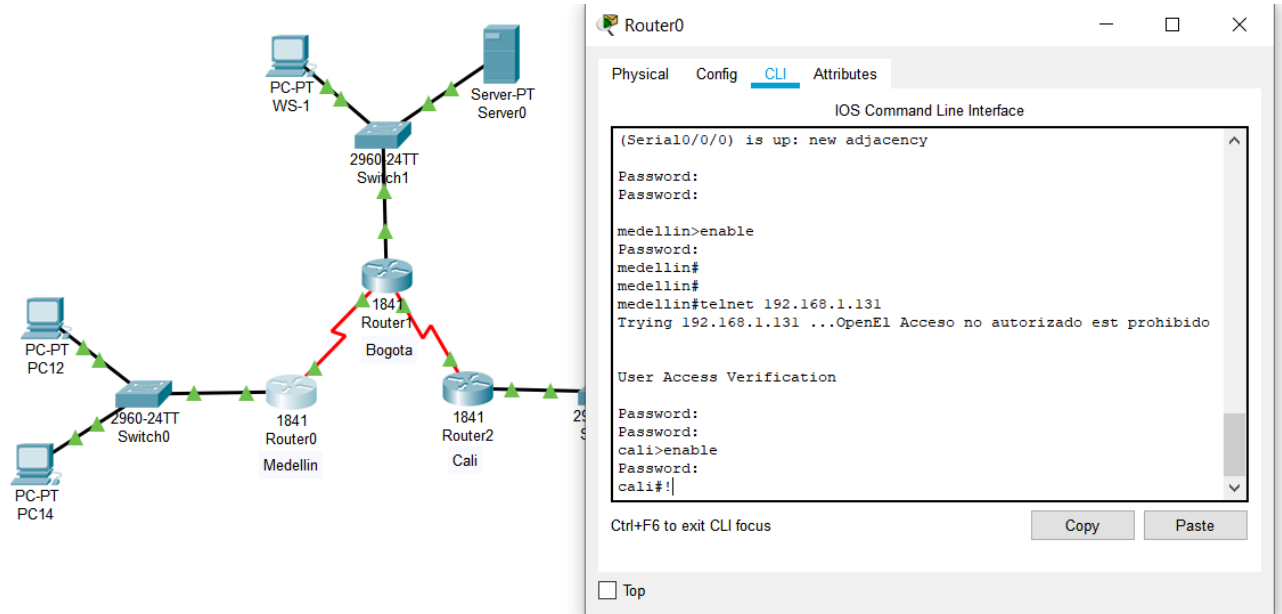 PC-PT
WS-1
Server-PT
Server0
2960-24TT
Switch1
1841
Router1
Bogota
PC-PT
PC12
2960-24TT
Switch0
1841
Router0
Medellin
1841
Router2
Cali
29
S
PC-PT
PC14
Router0
Physical Config CLI Attributes
IOS Command Line Interface
(Serial0/0/0) is up: new adjacency
Password:
Password:
medellin>enable
Password:
medellin#
medellin#
medellin#telnet 192.168.1.131
Trying 192.168.1.131 ...OpenEl Acceso no autorizado est prohibido
User Access Verification
Password:
Password:
cali>enable
Password:
cali#!
Ctrl+F6 to exit CLI focus
Copy Paste
Top